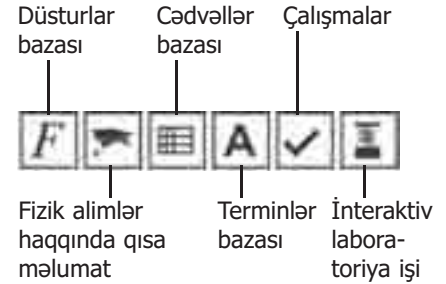 Düsturlar
bazası
Cədvəllər
bazası
Çalışmalar
F
A
Fizik alimlər
haqqında qısa
məlumat
Terminlər
bazası
İnteraktiv
labora-
toriya işi